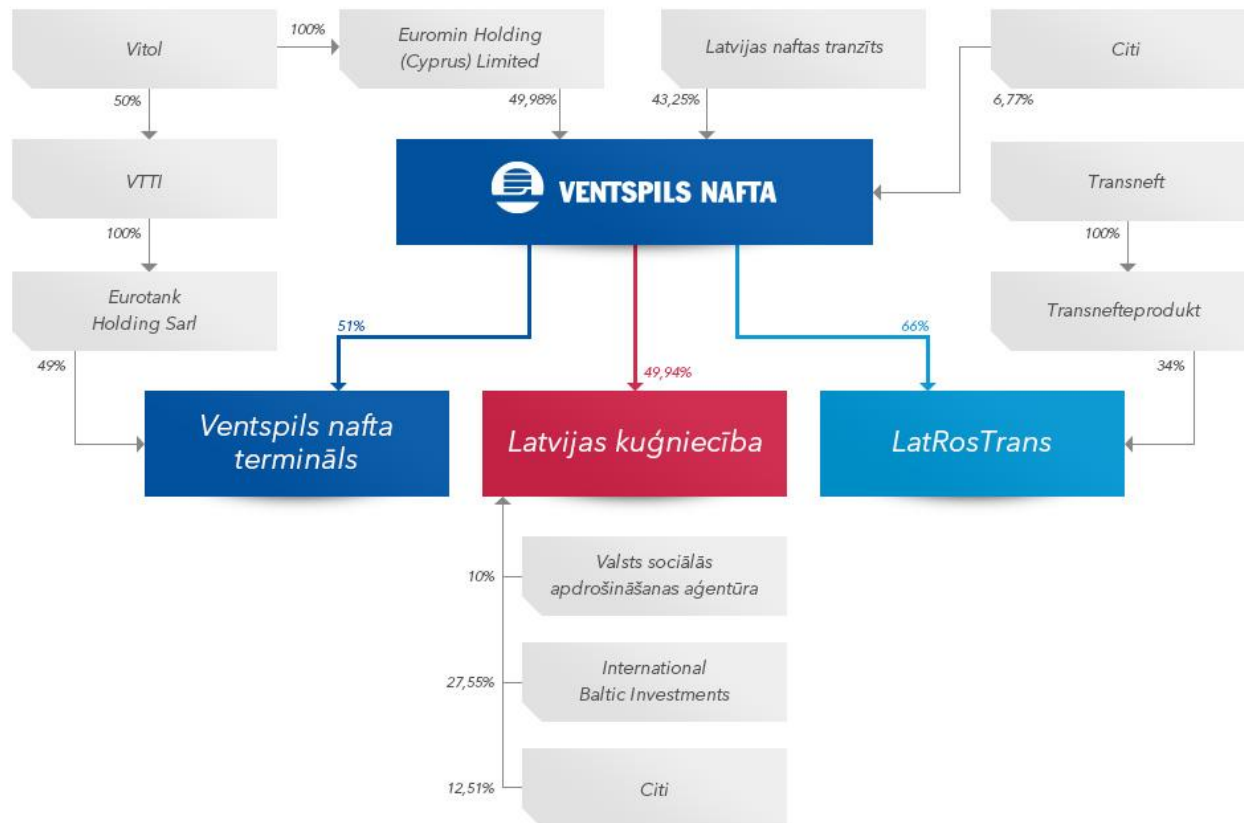 Vitol
100%
Euromin Holding
(Cyprus) Limited
Latvijas naftas tranzīts
Citi
50%
49,98%
43,25%
6,77%
VTTI
VENTSPILS NAFTA
Transneft
100%
100%
Eurotank
Holding Sarl
Transnefteprodukt
51%
66%
49%
49,94%
34%
Ventspils nafta
termināls
Latvijas kuģniecība
LatRosTrans
10%
Valsts sociālās
apdrošināšanas aģentūra
27,55%
International
Baltic Investments
12,51%
Citi